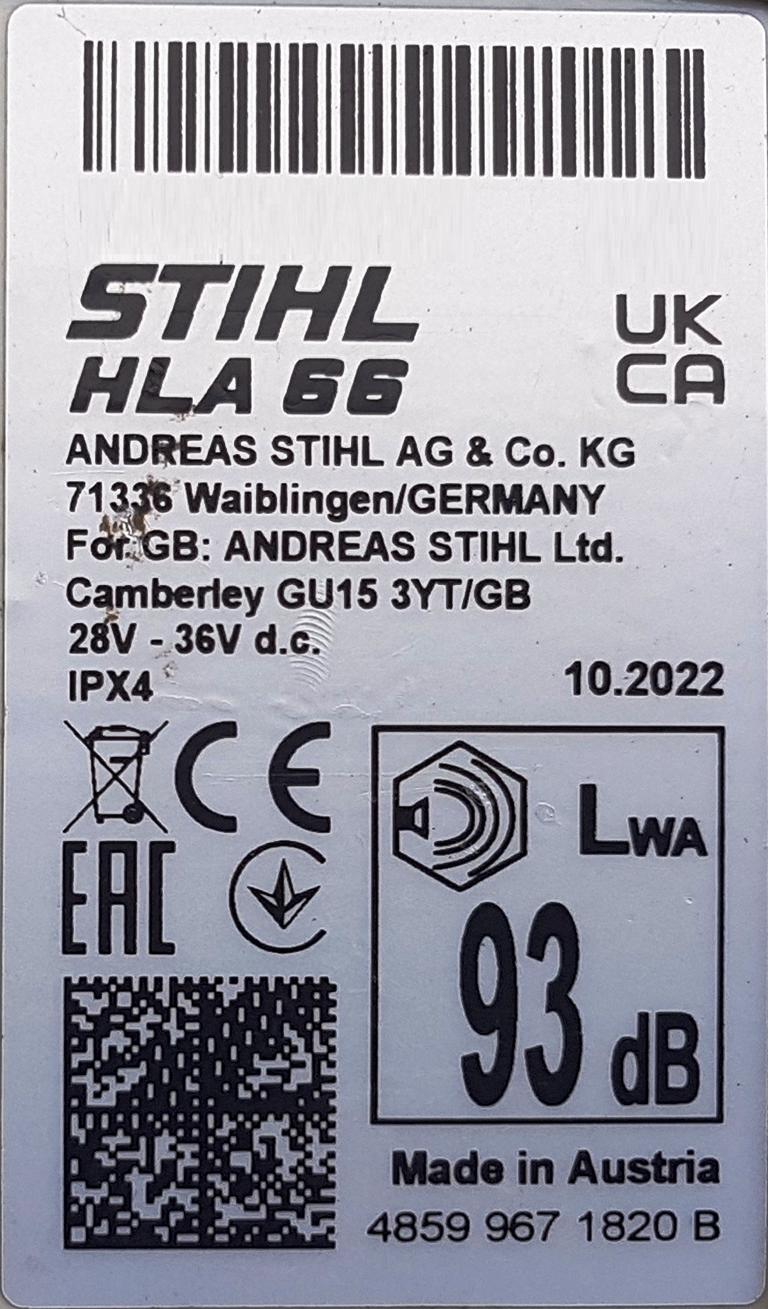 STIHL
HLA 66
UK
CA
ANDREAS STIHL AG & Co. KG
71336 Waiblingen/GERMANY
For GB: ANDREAS STIHL Ltd.
Camberley GU15 3YT/GB
28V - 36V d.c.
IPX4
10.2022
CE
EAC
LWA
93 dB
Made in Austria
4859 967 1820 B